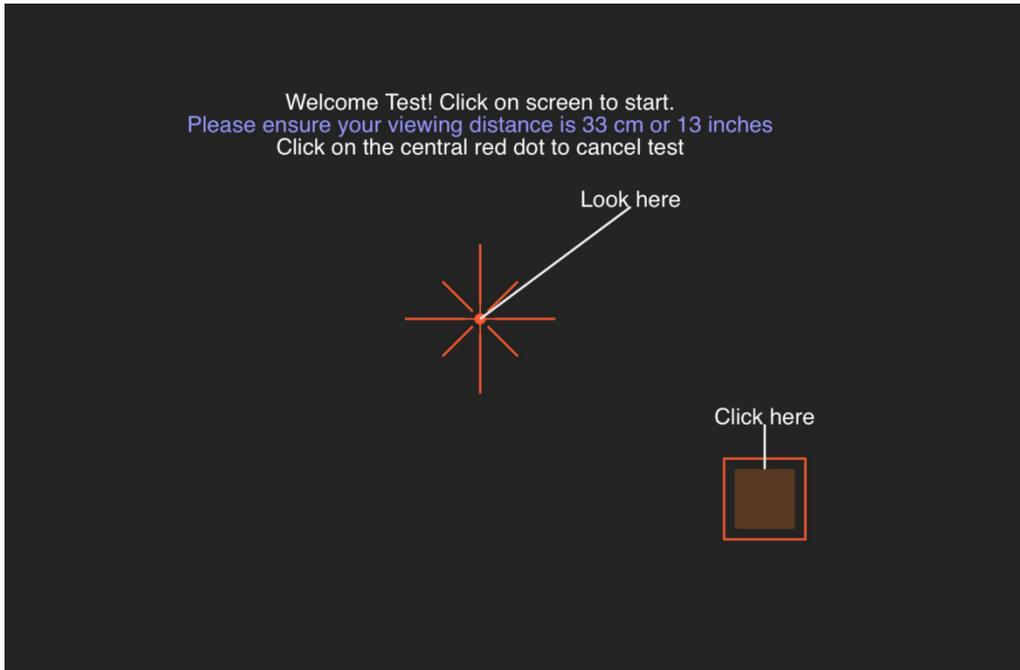 Welcome Test! Click on screen to start.
Please ensure your viewing distance is 33 cm or 13 inches
Click on the central red dot to cancel test
Look here
Click here